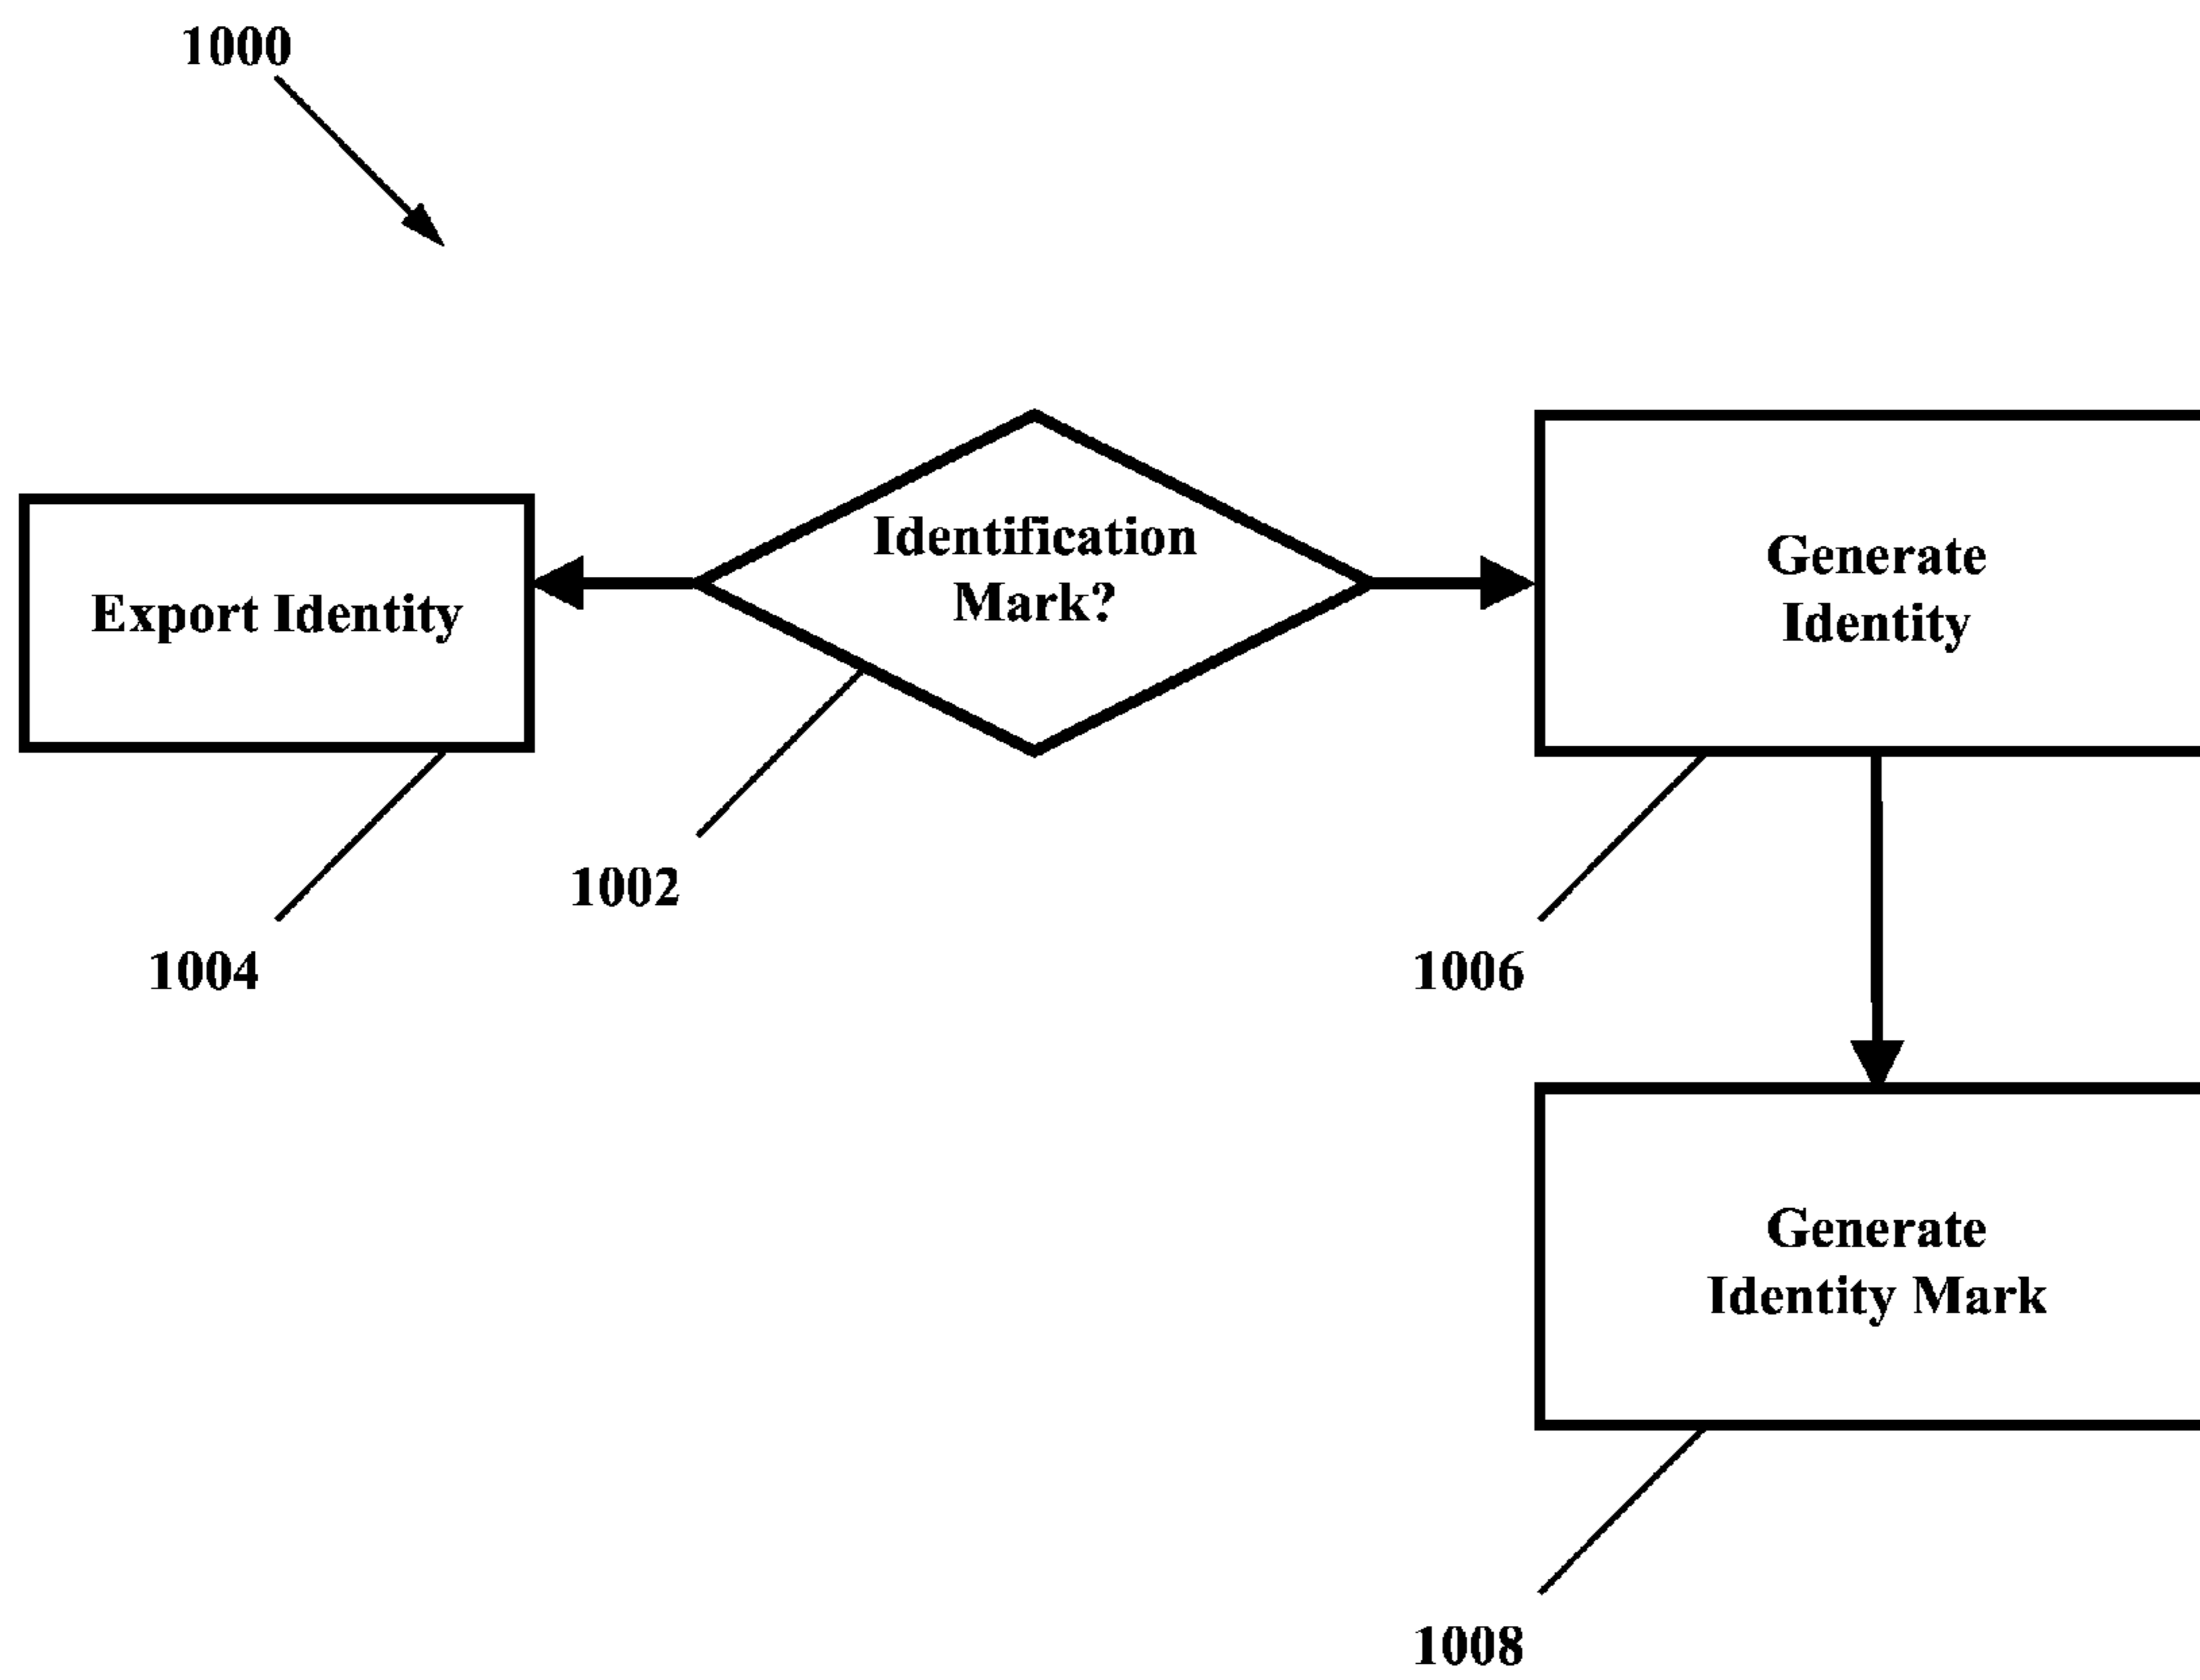 1000
Export Identity
Identification
Mark?
Generate
Identity
1002
1004
1006
Generate
Identity Mark
1008